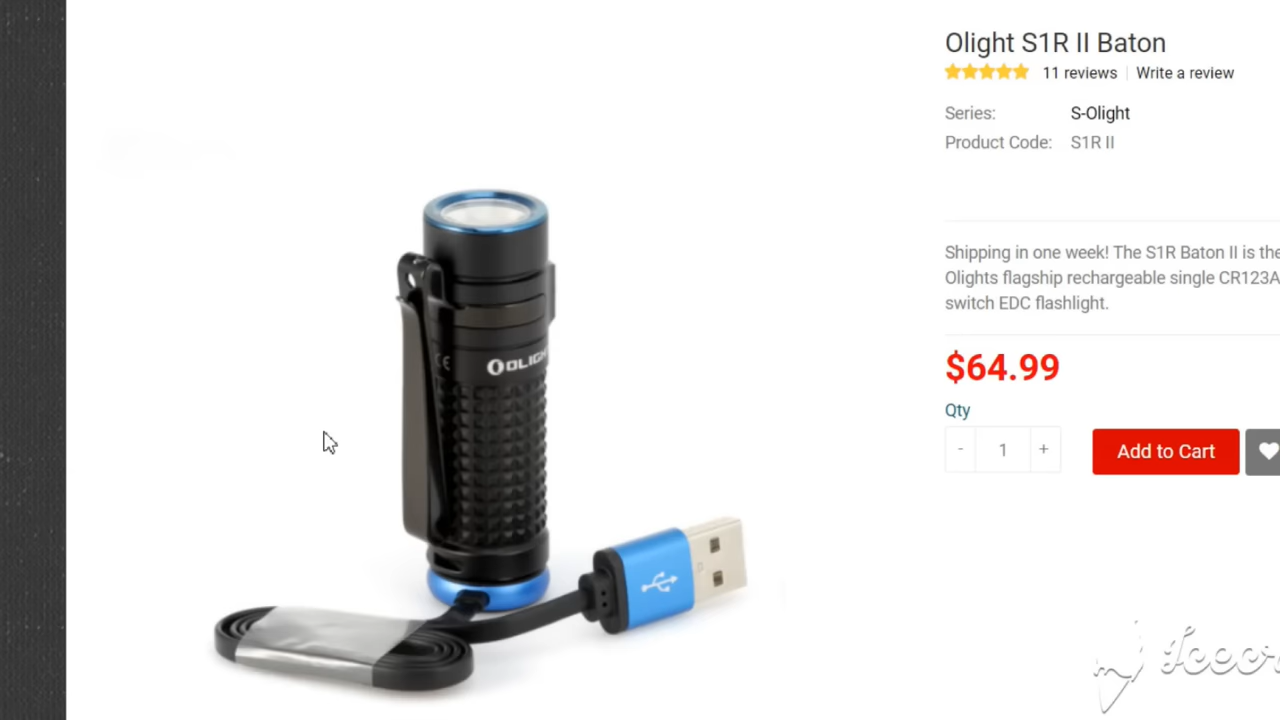 Olight S1R II Baton
11 reviews
Write a review
Series: S-Olight
Product Code: S1R II
Shipping in one week! The S1R Baton II is the
Olights flagship rechargeable single CR123A
switch EDC flashlight.
$64.99
Qty
- 1 +
Add to Cart
CE
OLIGH